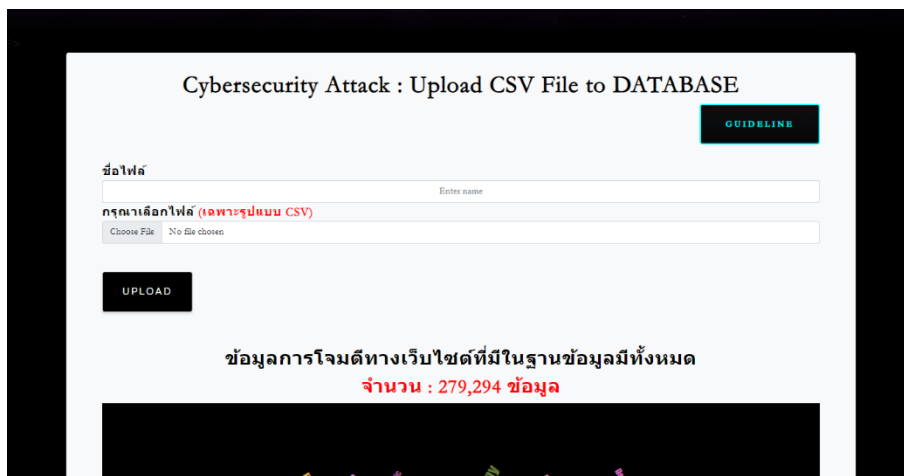 Cybersecurity Attack : Upload CSV File to DATABASE
GUIDELINE
ชื่อไฟล์
Enter name
กรุณาเลือกไฟล์ (เฉพาะรูปแบบ CSV)
Choose File No file chosen
UPLOAD
ข้อมูลการโจมตีทางเว็บไซต์ที่มีในฐานข้อมูลมีทั้งหมด
จำนวน : 279,294 ข้อมูล